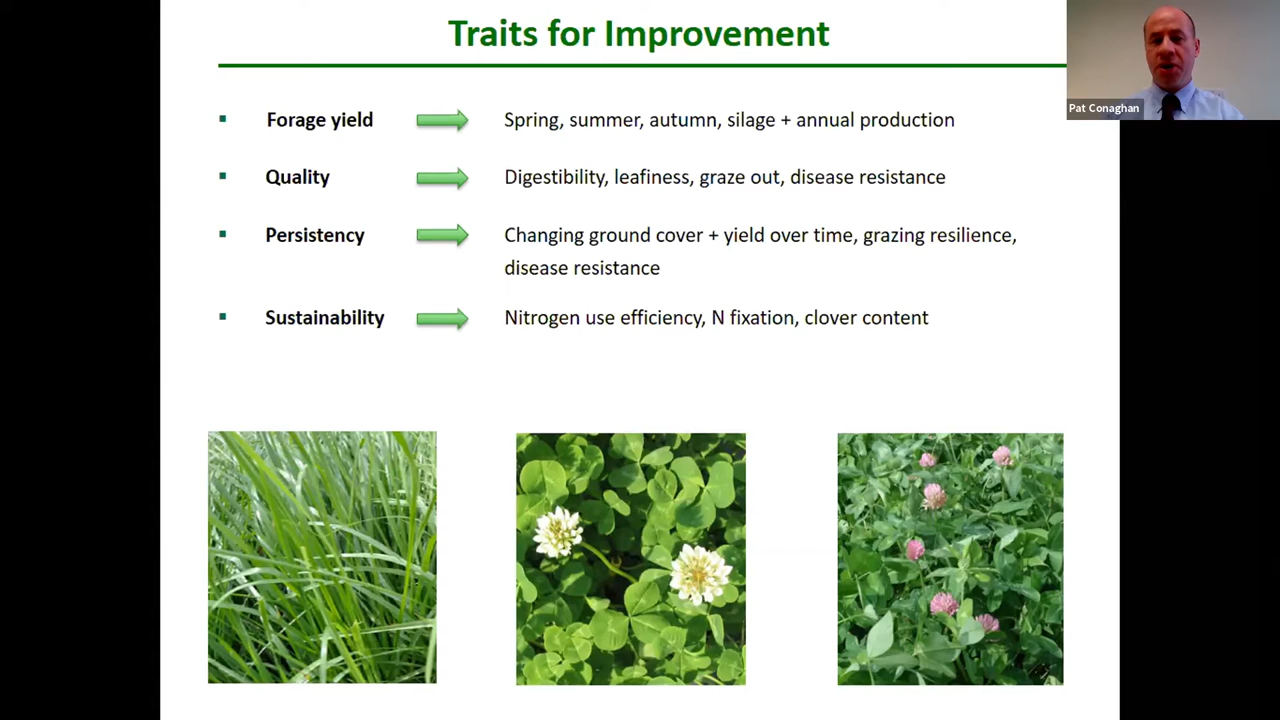 Traits for Improvement
Pat Conaghan
Forage yield
Spring, summer, autumn, silage + annual production
Quality
Digestibility, leafiness, graze out, disease resistance
Persistency
Changing ground cover + yield over time, grazing resilience,
disease resistance
Sustainability
Nitrogen use efficiency, N fixation, clover content